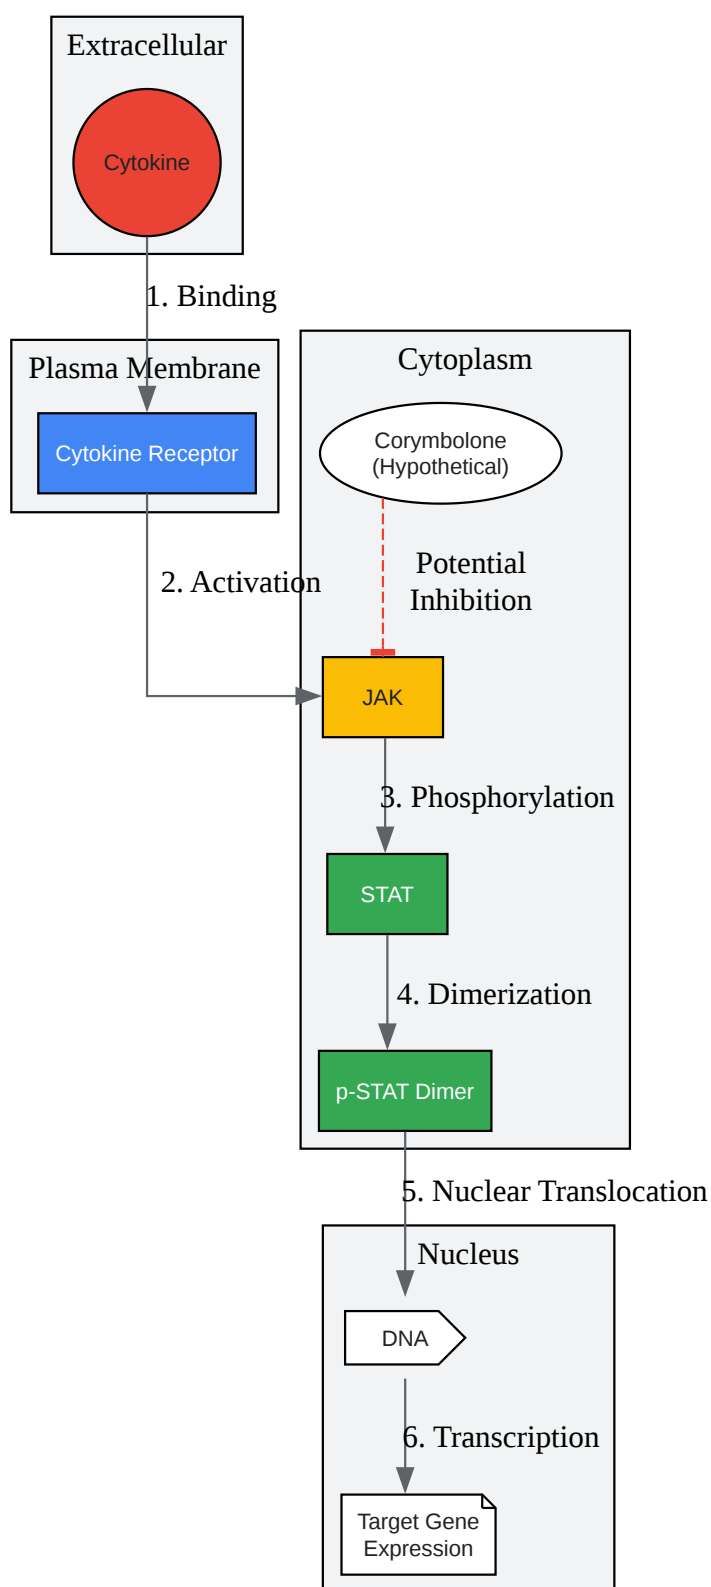 Extracellular
Cytokine
1. Binding
Plasma Membrane
Cytokine Receptor
2. Activation
Cytoplasm
Corymbolone
(Hypothetical)
Potential
Inhibition
JAK
3. Phosphorylation
STAT
4. Dimerization
p-STAT Dimer
5. Nuclear Translocation
Nucleus
DNA
6. Transcription
Target Gene
Expression